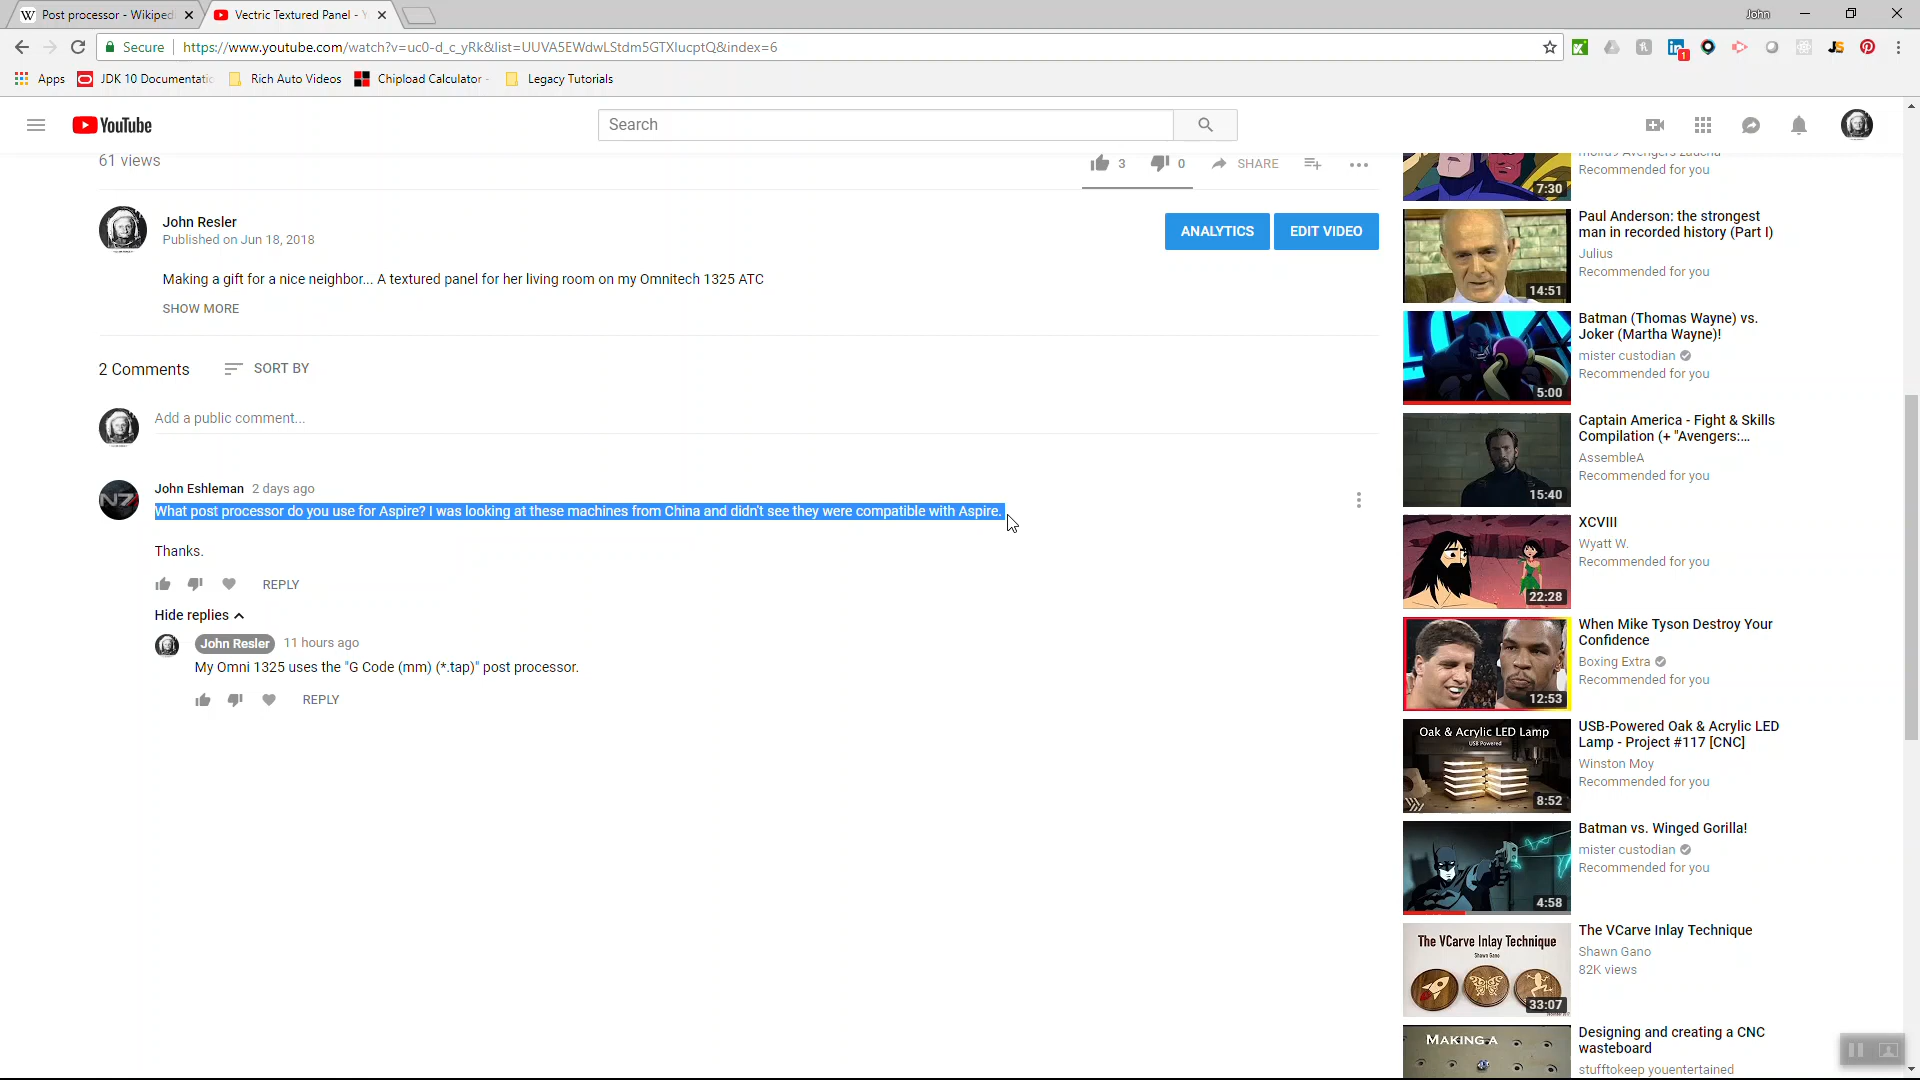 Post processor - Wikiped
Vectric Textured Panel - Y
John
Secure
https://www.youtube.com/watch?v=uc0-d_c_yRk&list=UUVA5EWdwLStdm5GTXIucptQ&index=6
JS
1
Apps
JDK 10 Documentatio
Rich Auto Videos
Chipload Calculator -
Legacy Tutorials
YouTube
Search
61 views
3
0
SHARE
John Resler
Published on Jun 18, 2018
ANALYTICS
EDIT VIDEO
Making a gift for a nice neighbor... A textured panel for her living room on my Omnitech 1325 ATC
SHOW MORE
2 Comments
SORT BY
Add a public comment...
N7
John Eshleman 2 days ago
What post processor do you use for Aspire? I was looking at these machines from China and didn't see they were compatible with Aspire.
Thanks.
REPLY
Hide replies
John Resler 11 hours ago
My Omni 1325 uses the "G Code (mm) (*.tap)" post processor.
REPLY
Recommended for you
7:30
Paul Anderson: the strongest
man in recorded history (Part I)
Julius
Recommended for you
14:51
Batman (Thomas Wayne) vs.
Joker (Martha Wayne)!
mister custodian
Recommended for you
5:00
Captain America - Fight & Skills
Compilation (+ "Avengers:...
AssembleA
Recommended for you
15:40
XCVIII
Wyatt W.
Recommended for you
22:28
When Mike Tyson Destroy Your
Confidence
Boxing Extra
Recommended for you
12:53
Oak & Acrylic LED Lamp
USB Powered
8:52
USB-Powered Oak & Acrylic LED
Lamp - Project #117 [CNC]
Winston Moy
Recommended for you
Batman vs. Winged Gorilla!
mister custodian
Recommended for you
4:58
The VCarve Inlay Technique
Shawn Gano
33:07
The VCarve Inlay Technique
Shawn Gano
82K views
MAKING A
Designing and creating a CNC
wasteboard
stufftokeep youentertained